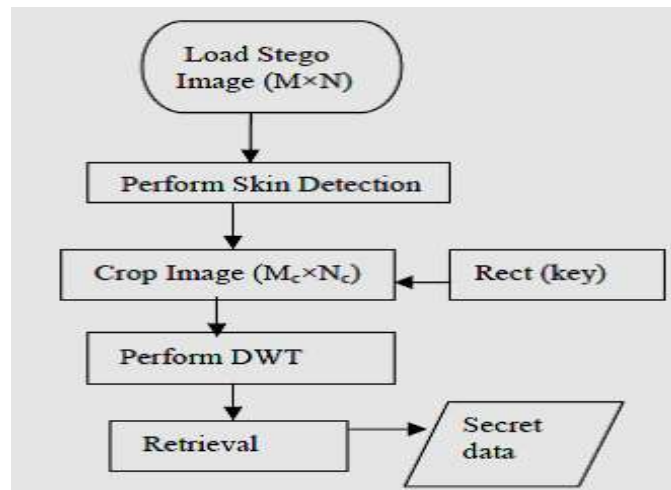 Load Stego
Image (M×N)
Perform Skin Detection
Crop Image (Mc×Nc)
Rect (key)
Perform DWT
Retrieval
Secret
data